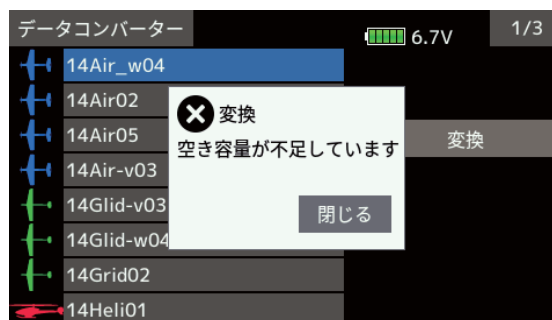 データコンバーター
6.7V
1/3
14Air_w04
14Air02
14Air05
14Air-v03
14Glid-v03
14Glid-w04
14Grid02
14Heli01
変換
空き容量が不足しています
閉じる
変換